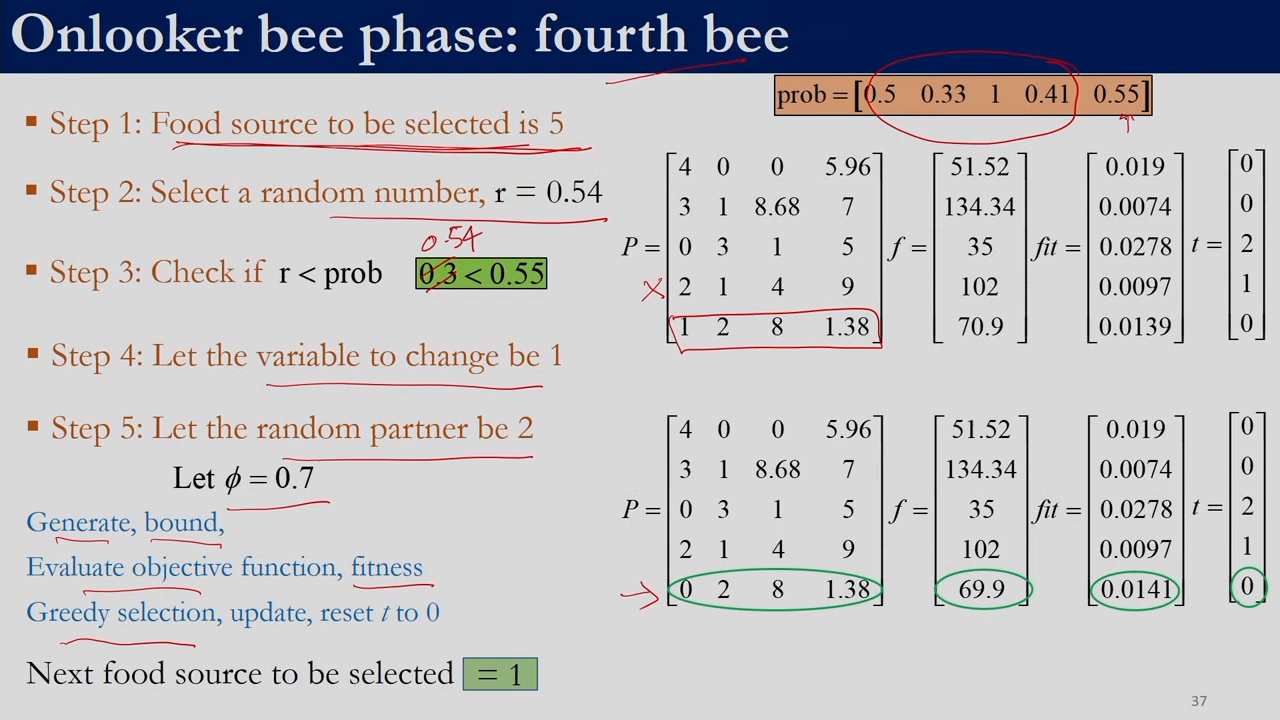 Onlooker bee phase: fourth bee
prob = [0.5 0.33 1 0.41 0.55]
▪ Step 1: Food source to be selected is 5
▪ Step 2: Select a random number, r = 0.54
0.54
▪ Step 3: Check if r < prob 0.3 < 0.55
▪ Step 4: Let the variable to change be 1
▪ Step 5: Let the random partner be 2
Let ϕ = 0.7
Generate, bound,
Evaluate objective function, fitness
Greedy selection, update, reset t to 0
Next food source to be selected = 1
4 0 0 5.96 51.52 0.019 0
3 1 8.68 7 134.34 0.0074 0
P = 0 3 1 5 f = 35 fit = 0.0278 t = 2
x 2 1 4 9 102 0.0097 1
1 2 8 1.38 70.9 0.0139 0
4 0 0 5.96 51.52 0.019 0
3 1 8.68 7 134.34 0.0074 0
P = 0 3 1 5 f = 35 fit = 0.0278 t = 2
2 1 4 9 102 0.0097 1
0 2 8 1.38 69.9 0.0141 0
37